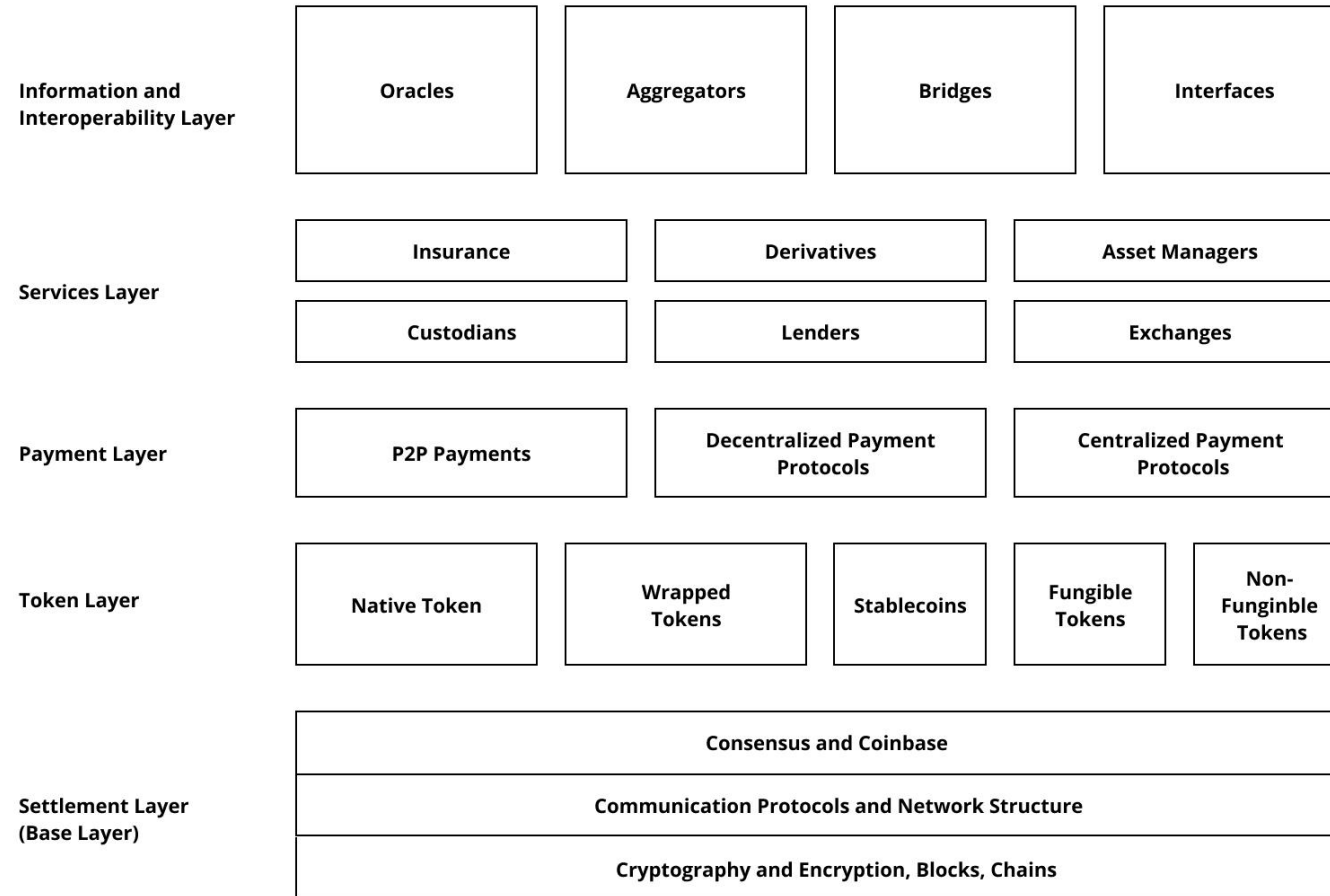 Information and
Interoperability Layer
Oracles
Aggregators
Bridges
Interfaces
Services Layer
Insurance
Derivatives
Asset Managers
Custodians
Lenders
Exchanges
Payment Layer
P2P Payments
Decentralized Payment
Protocols
Centralized Payment
Protocols
Token Layer
Native Token
Wrapped
Tokens
Stablecoins
Fungible
Tokens
Non-
Funginble
Tokens
Settlement Layer
(Base Layer)
Consensus and Coinbase
Communication Protocols and Network Structure
Cryptography and Encryption, Blocks, Chains